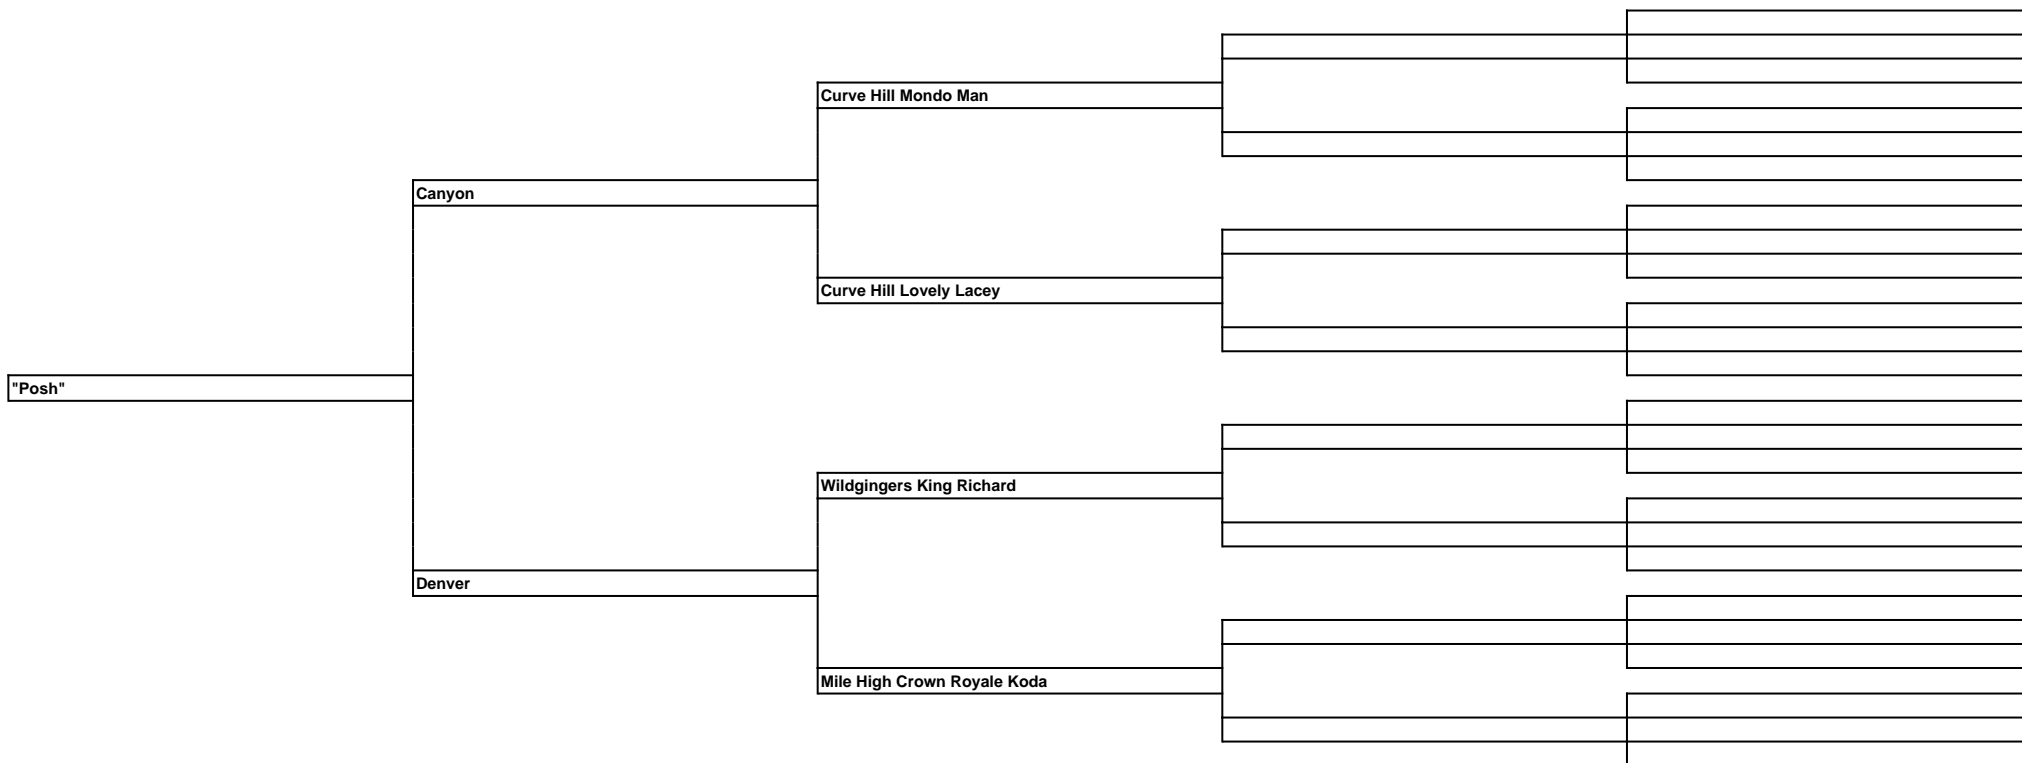 Curve Hill Mondo Man
Canyon
Curve Hill Lovely Lacey
"Posh"
Wildgingers King Richard
Denver
Mile High Crown Royale Koda